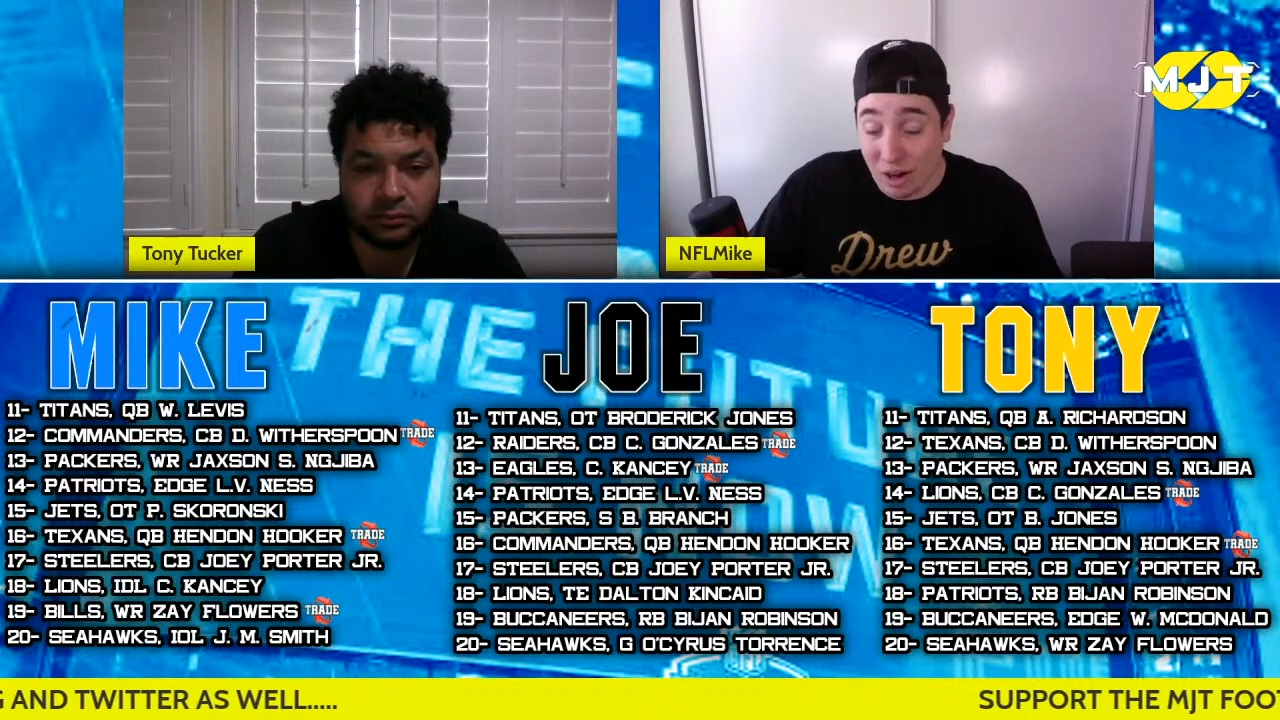 MJT
Tony Tucker
NFLMike
Drew
THE
MIKE
JOE
TONY
11- TITANS, QB W. LEVIS
12- COMMANDERS, CB D. WITHERSPOON TRADE
13- PACKERS, WR JAXSON S. NGJIBA
14- PATRIOTS, EDGE L.V. NESS
15- JETS, OT P. SKORONSKI
16- TEXANS, QB HENDON HOOKER TRADE
17- STEELERS, CB JOEY PORTER JR.
18- LIONS, IDL C. KANCEY
19- BILLS, WR ZAY FLOWERS TRADE
20- SEAHAWKS, IOL J. M. SMITH
11- TITANS, OT BRODERICK JONES
12- RAIDERS, CB C. GONZALES TRADE
13- EAGLES, C. KANCEY TRADE
14- PATRIOTS, EDGE L.V. NESS
15- PACKERS, S B. BRANCH
16- COMMANDERS, QB HENDON HOOKER
17- STEELERS, CB JOEY PORTER JR.
18- LIONS, TE DALTON KINCAID
19- BUCCANEERS, RB BIJAN ROBINSON
20- SEAHAWKS, G O'CYRUS TORRENCE
11- TITANS, QB A. RICHARDSON
12- TEXANS, CB D. WITHERSPOON
13- PACKERS, WR JAXSON S. NGJIBA
14- LIONS, CB C. GONZALES TRADE
15- JETS, OT B. JONES
16- TEXANS, QB HENDON HOOKER TRADE
17- STEELERS, CB JOEY PORTER JR.
18- PATRIOTS, RB BIJAN ROBINSON
19- BUCCANEERS, EDGE W. MCDONALD
20- SEAHAWKS, WR ZAY FLOWERS
G AND TWITTER AS WELL.....
SUPPORT THE MJT FOOT